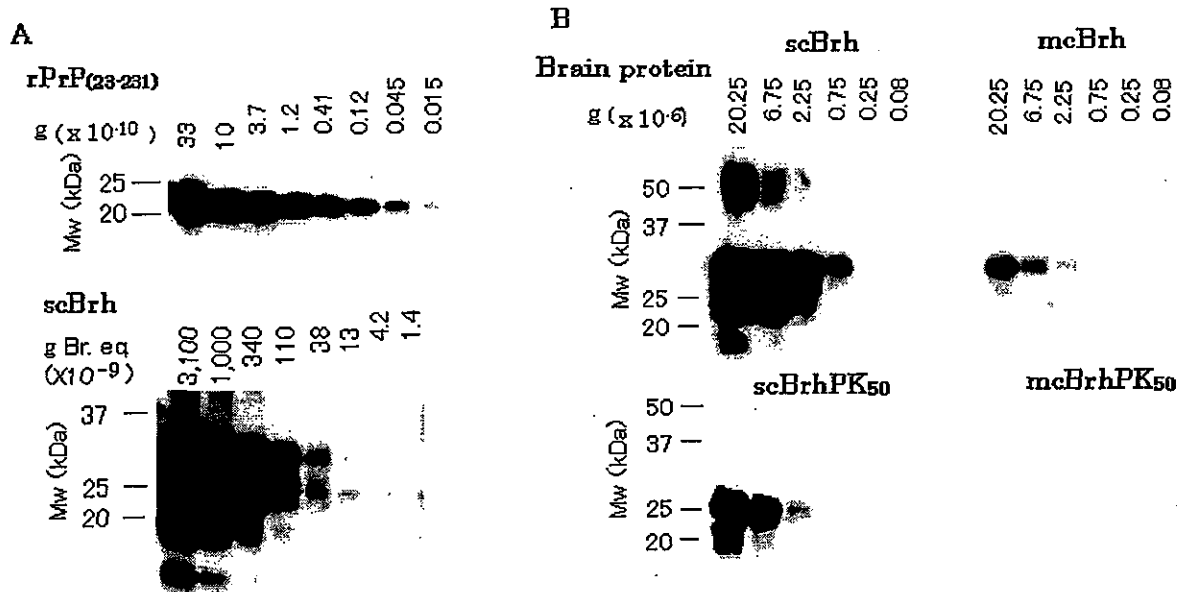 A
rPrP(23-231)
g (x 10-10) 33 10 3.7 1.2 0.41 0.12 0.045 0.015
Mw (kDa)
25
20
scBrh
g Br. eq
(X10-9) 3,100 1,000 340 110 38 13 4.2 1.4
Mw (kDa)
37
25
20
B
scBrh mcBrh
Brain protein
g (x 10-6) 20.25 6.75 2.25 0.75 0.25 0.08 20.25 6.75 2.25 0.75 0.25 0.08
Mw (kDa)
50
37
25
20
scBrhPK50 mcBrhPK50
Mw (kDa)
50
37
25
20